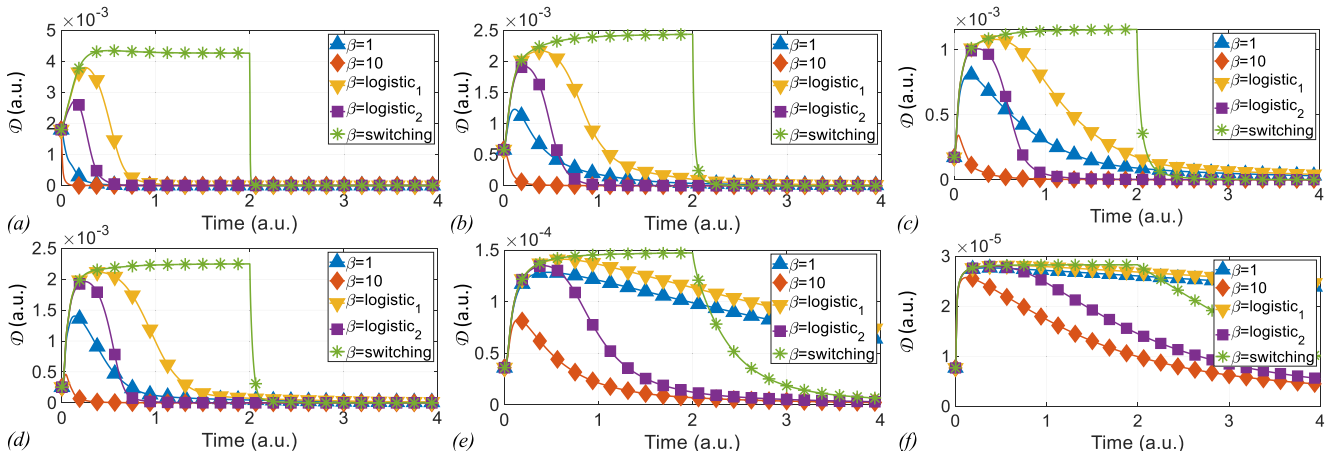 ×10⁻³
5
4
3
2
1
0
𝒟 (a.u.)
β=1
β=10
β=logistic₁
β=logistic₂
β=switching
0 1 2 3 4
Time (a.u.)
(a)
×10⁻³
2.5
2
1.5
1
0.5
0
𝒟 (a.u.)
β=1
β=10
β=logistic₁
β=logistic₂
β=switching
0 1 2 3 4
Time (a.u.)
(b)
×10⁻³
1
0.5
0
𝒟 (a.u.)
β=1
β=10
β=logistic₁
β=logistic₂
β=switching
0 1 2 3 4
Time (a.u.)
(c)
×10⁻³
2.5
2
1.5
1
0.5
0
𝒟 (a.u.)
β=1
β=10
β=logistic₁
β=logistic₂
β=switching
0 1 2 3 4
Time (a.u.)
(d)
×10⁻⁴
1.5
1
0.5
0
𝒟 (a.u.)
β=1
β=10
β=logistic₁
β=logistic₂
β=switching
0 1 2 3 4
Time (a.u.)
(e)
×10⁻⁵
3
2
1
0
𝒟 (a.u.)
β=1
β=10
β=logistic₁
β=logistic₂
β=switching
0 1 2 3 4
Time (a.u.)
(f)